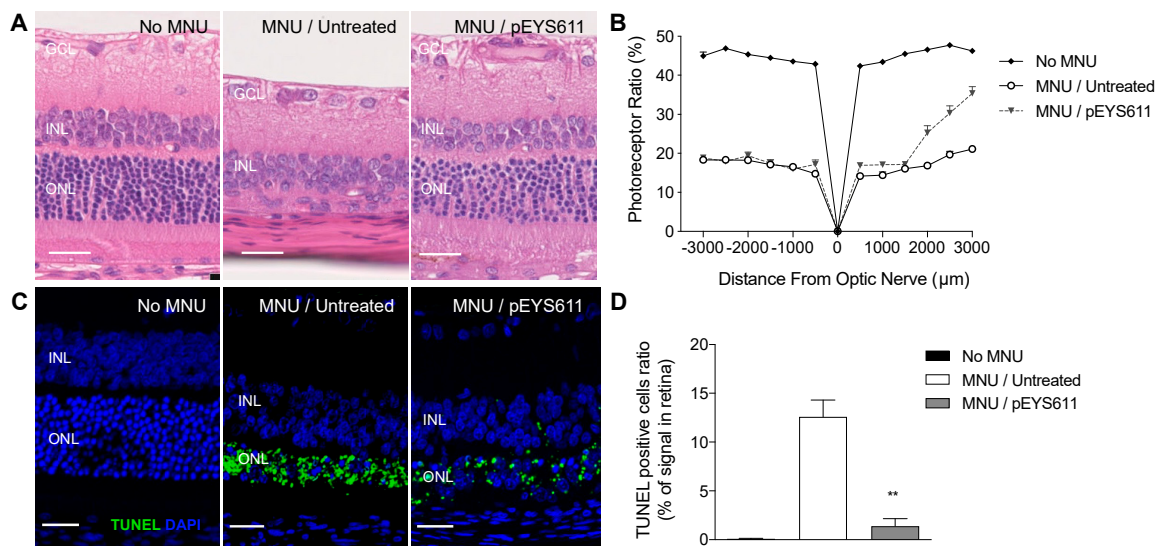 A
No MNU
MNU / Untreated
MNU / pEYS611
GCL
INL
ONL
GCL
INL
GCL
INL
ONL
B
Photoreceptor Ratio (%)
50
40
30
20
10
0
-3000
-2000
-1000
0
1000
2000
3000
Distance From Optic Nerve (µm)
No MNU
MNU / Untreated
MNU / pEYS611
C
No MNU
MNU / Untreated
MNU / pEYS611
INL
ONL
TUNEL DAPI
INL
ONL
INL
ONL
D
TUNEL positive cells ratio
(% of signal in retina)
20
15
10
5
0
**
No MNU
MNU / Untreated
MNU / pEYS611